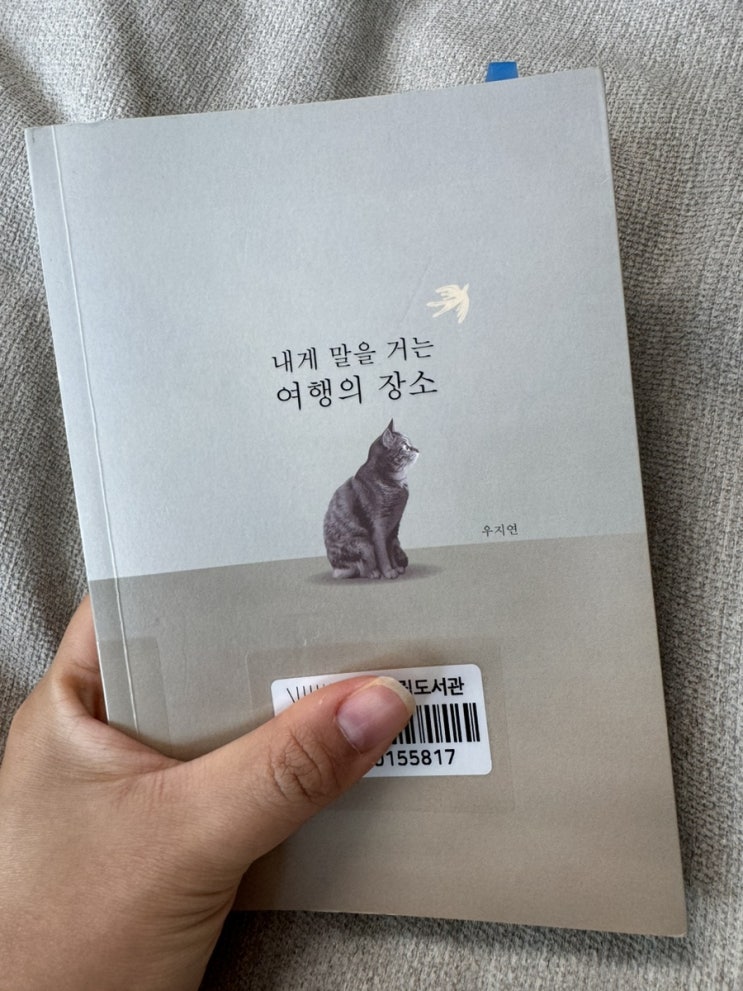 내게 말을 거는
여행의 장소
우지연
도서관
155817